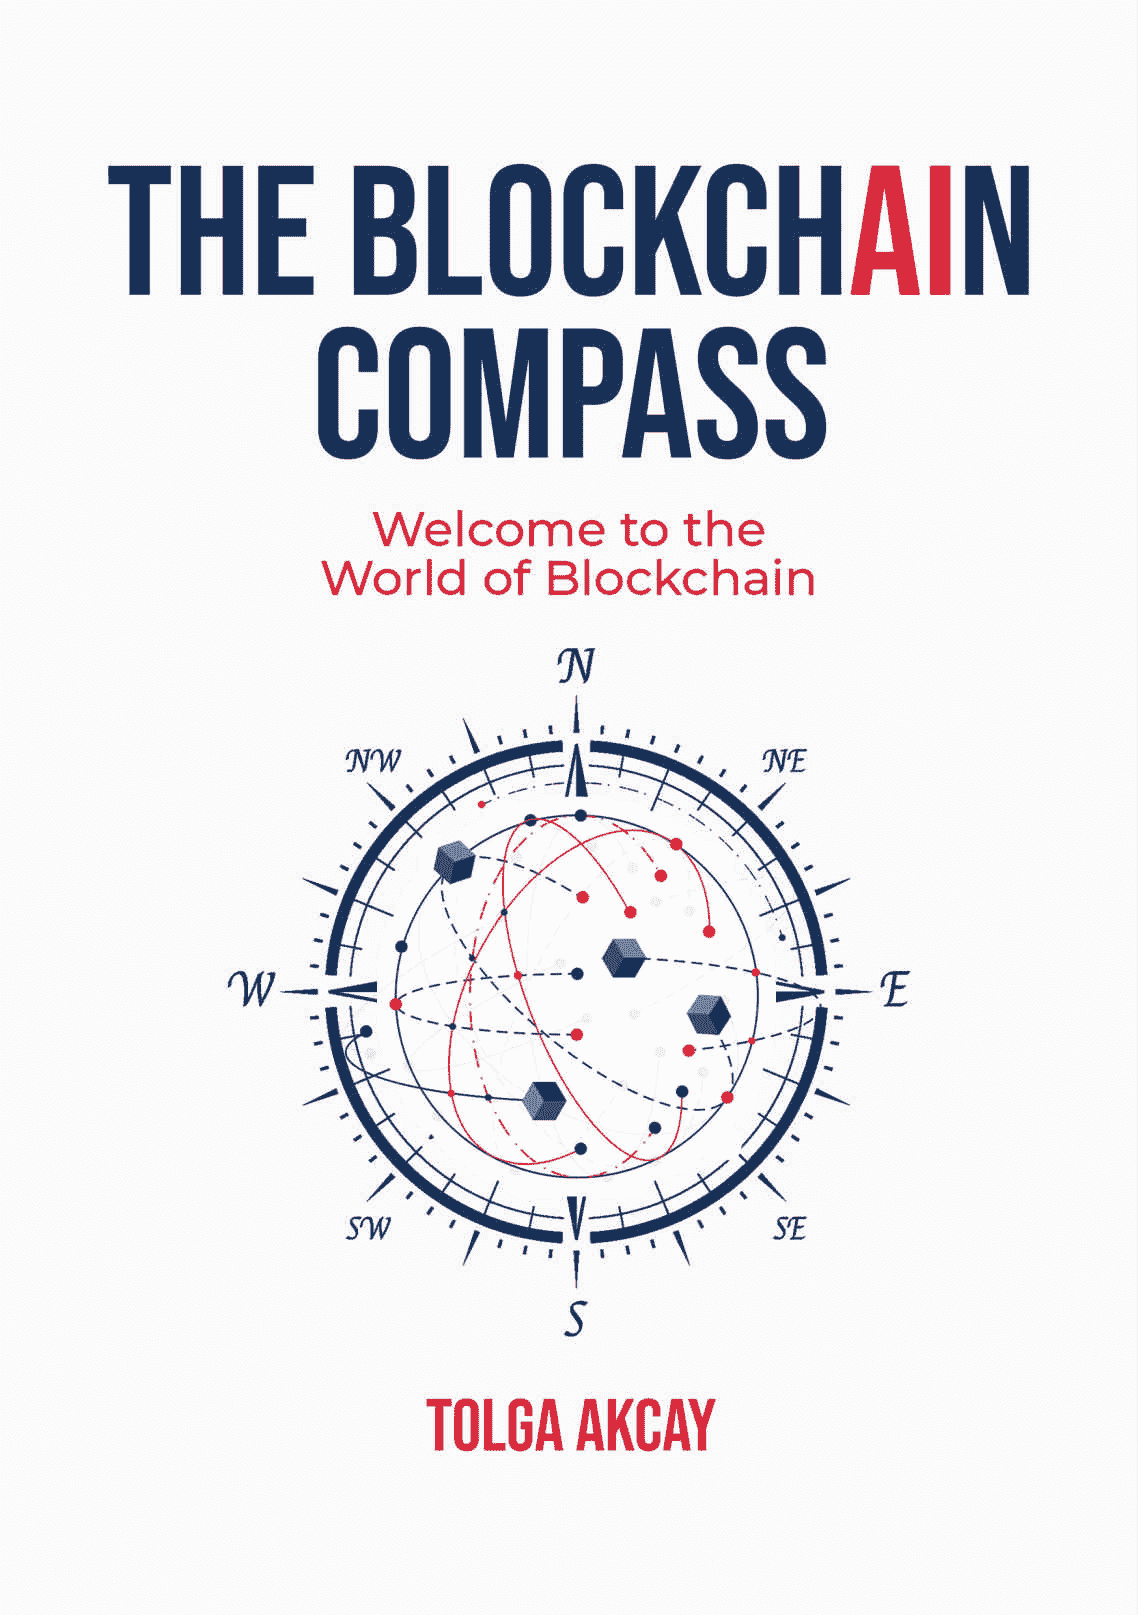 THE BLOCKCHAIN
COMPASS
Welcome to the
World of Blockchain
N
NW
NE
W
E
SW
SE
S
TOLGA AKCAY